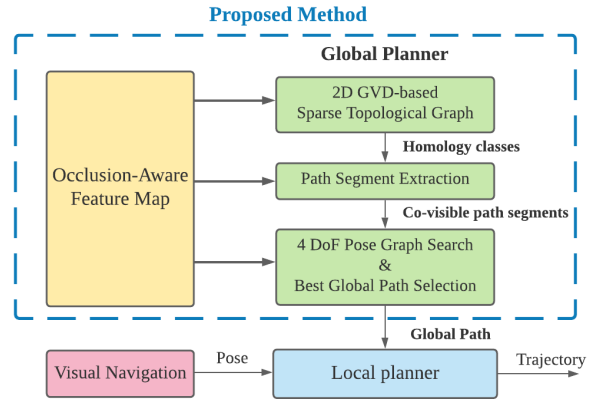 Proposed Method
Global Planner
Occlusion-Aware
Feature Map
2D GVD-based
Sparse Topological Graph
Homology classes
Path Segment Extraction
Co-visible path segments
4 DoF Pose Graph Search
&
Best Global Path Selection
Global Path
Visual Navigation
Pose
Local planner
Trajectory